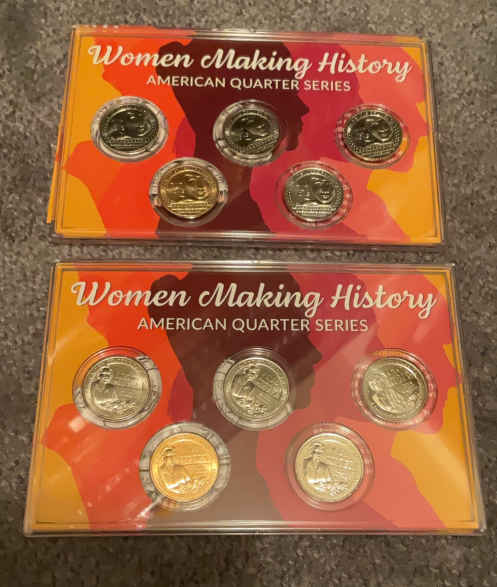 Women Making History
AMERICAN QUARTER SERIES
Women Making History
AMERICAN QUARTER SERIES